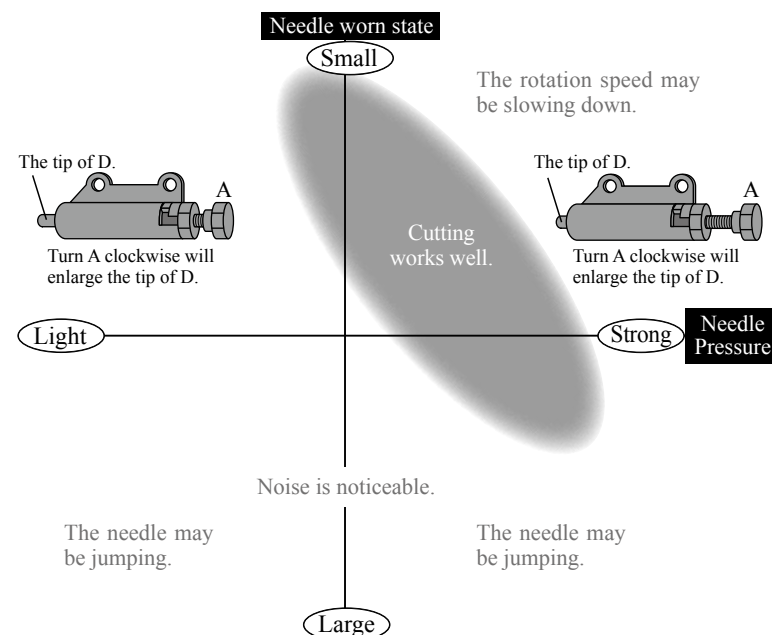 Needle worn state
Small
The rotation speed may
be slowing down.
The tip of D.
A
Turn A clockwise will
enlarge the tip of D.
Cutting
works well.
The tip of D.
A
Turn A clockwise will
enlarge the tip of D.
Light
Strong
Needle
Pressure
Noise is noticeable.
The needle may
be jumping.
The needle may
be jumping.
Large